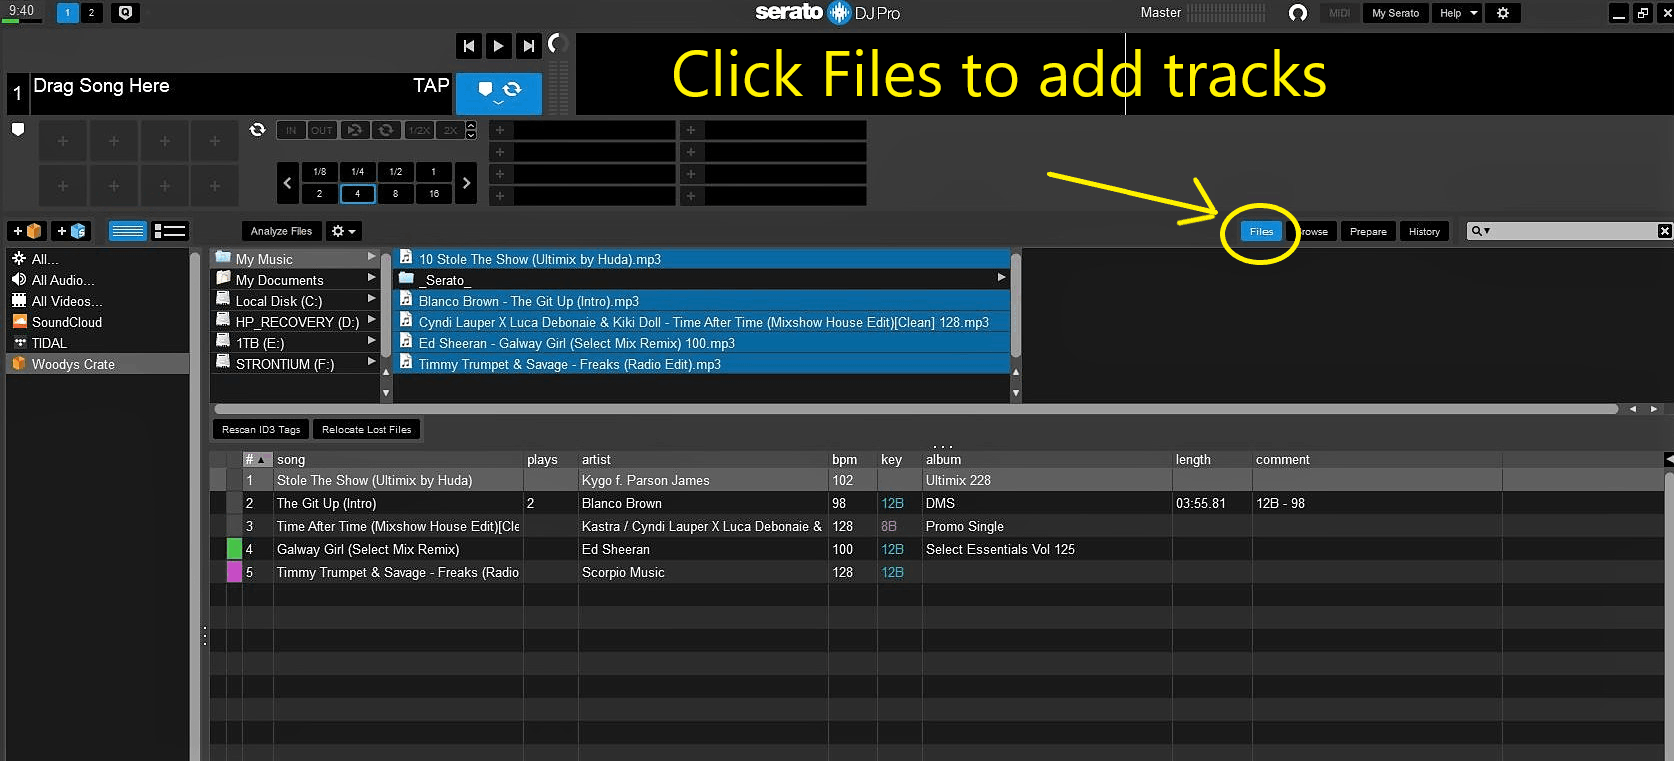 9:40 1 2 serato DJ Pro Master MIDI My Serato Help
Click Files to add tracks
1 Drag Song Here TAP
IN OUT 1/2X 2X
1/8 1/4 1/2 1
2 4 8 16
Analyze Files Files rowse Prepare History
All...
All Audio...
All Videos...
SoundCloud
TIDAL
Woodys Crate
My Music
My Documents
Local Disk (C:)
HP_RECOVERY (D:)
1TB (E:)
STRONTIUM (F:)
10 Stole The Show (Ultimix by Huda).mp3
_Serato_
Blanco Brown - The Git Up (Intro).mp3
Cyndi Lauper X Luca Debonaie & Kiki Doll - Time After Time (Mixshow House Edit)[Clean] 128.mp3
Ed Sheeran - Galway Girl (Select Mix Remix) 100.mp3
Timmy Trumpet & Savage - Freaks (Radio Edit).mp3
Rescan ID3 Tags Relocate Lost Files
# song plays artist bpm key album length comment
1 Stole The Show (Ultimix by Huda) Kygo f. Parson James 102 Ultimix 228
2 The Git Up (Intro) 2 Blanco Brown 98 12B DMS 03:55.81 12B - 98
3 Time After Time (Mixshow House Edit)[Cle Kastra / Cyndi Lauper X Luca Debonaie & 128 8B Promo Single
4 Galway Girl (Select Mix Remix) Ed Sheeran 100 12B Select Essentials Vol 125
5 Timmy Trumpet & Savage - Freaks (Radio Scorpio Music 128 12B